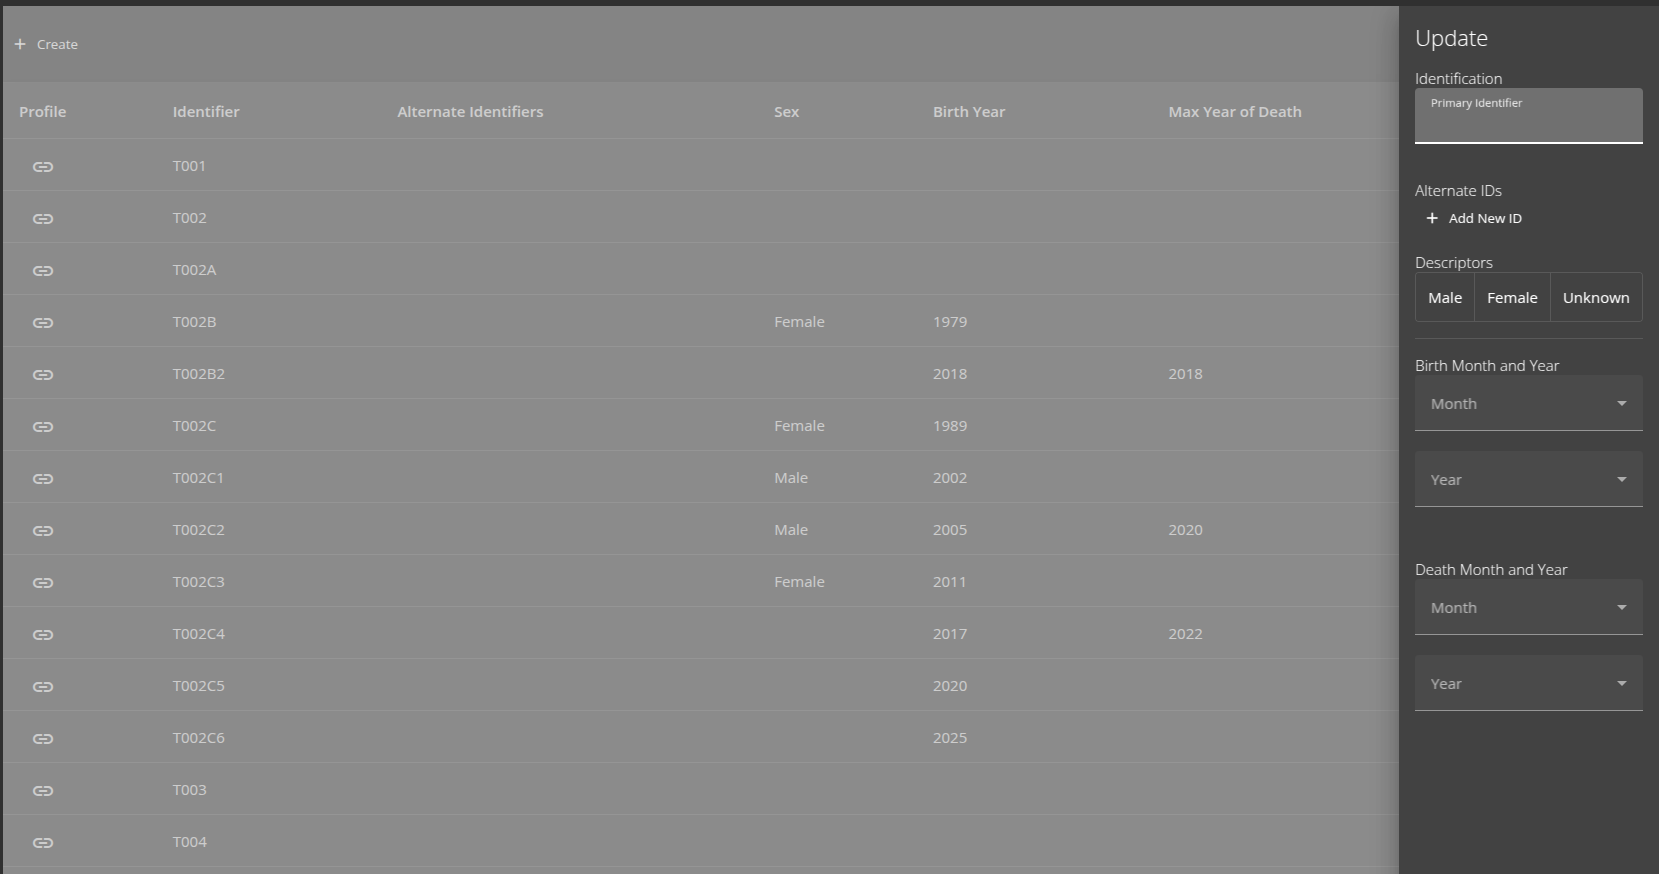 Create
Profile Identifier Alternate Identifiers Sex Birth Year Max Year of Death
T001
T002
T002A
T002B Female 1979
T002B2 2018 2018
T002C Female 1989
T002C1 Male 2002
T002C2 Male 2005 2020
T002C3 Female 2011
T002C4 2017 2022
T002C5 2020
T002C6 2025
T003
T004
Update
Identification
Primary Identifier
Alternate IDs
Add New ID
Descriptors
Male Female Unknown
Birth Month and Year
Month
Year
Death Month and Year
Month
Year